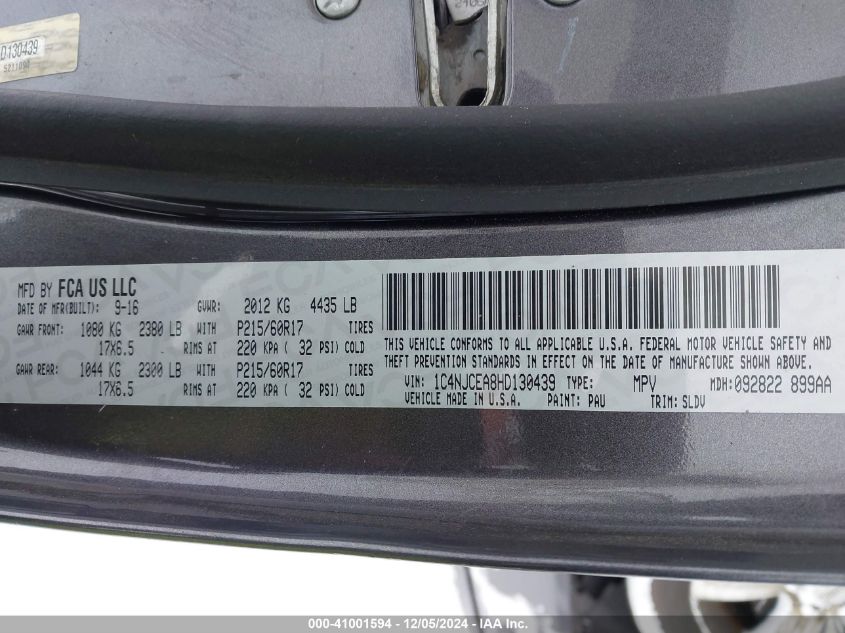 D130439
MFD BY FCA US LLC
DATE OF MFR(BUILT): 9-16 GVWR: 2012 KG 4435 LB
GAWR FRONT: 1080 KG 2380 LB WITH P215/60R17 TIRES
17X6.5 RIMS AT 220 KPA ( 32 PSI) COLD
GAWR REAR: 1044 KG 2300 LB WITH P215/60R17 TIRES
17X6.5 RIMS AT 220 KPA ( 32 PSI) COLD
THIS VEHICLE CONFORMS TO ALL APPLICABLE U.S.A. FEDERAL MOTOR VEHICLE SAFETY AND
THEFT PREVENTION STANDARDS IN EFFECT ON THE DATE OF MANUFACTURE SHOWN ABOVE.
VIN: 1C4NJCEA8HD130439 TYPE: MPV MDH:092822 899AA
VEHICLE MADE IN U.S.A. PAINT: PAU TRIM: SLDV
000-41001594 - 12/05/2024 - IAA Inc.